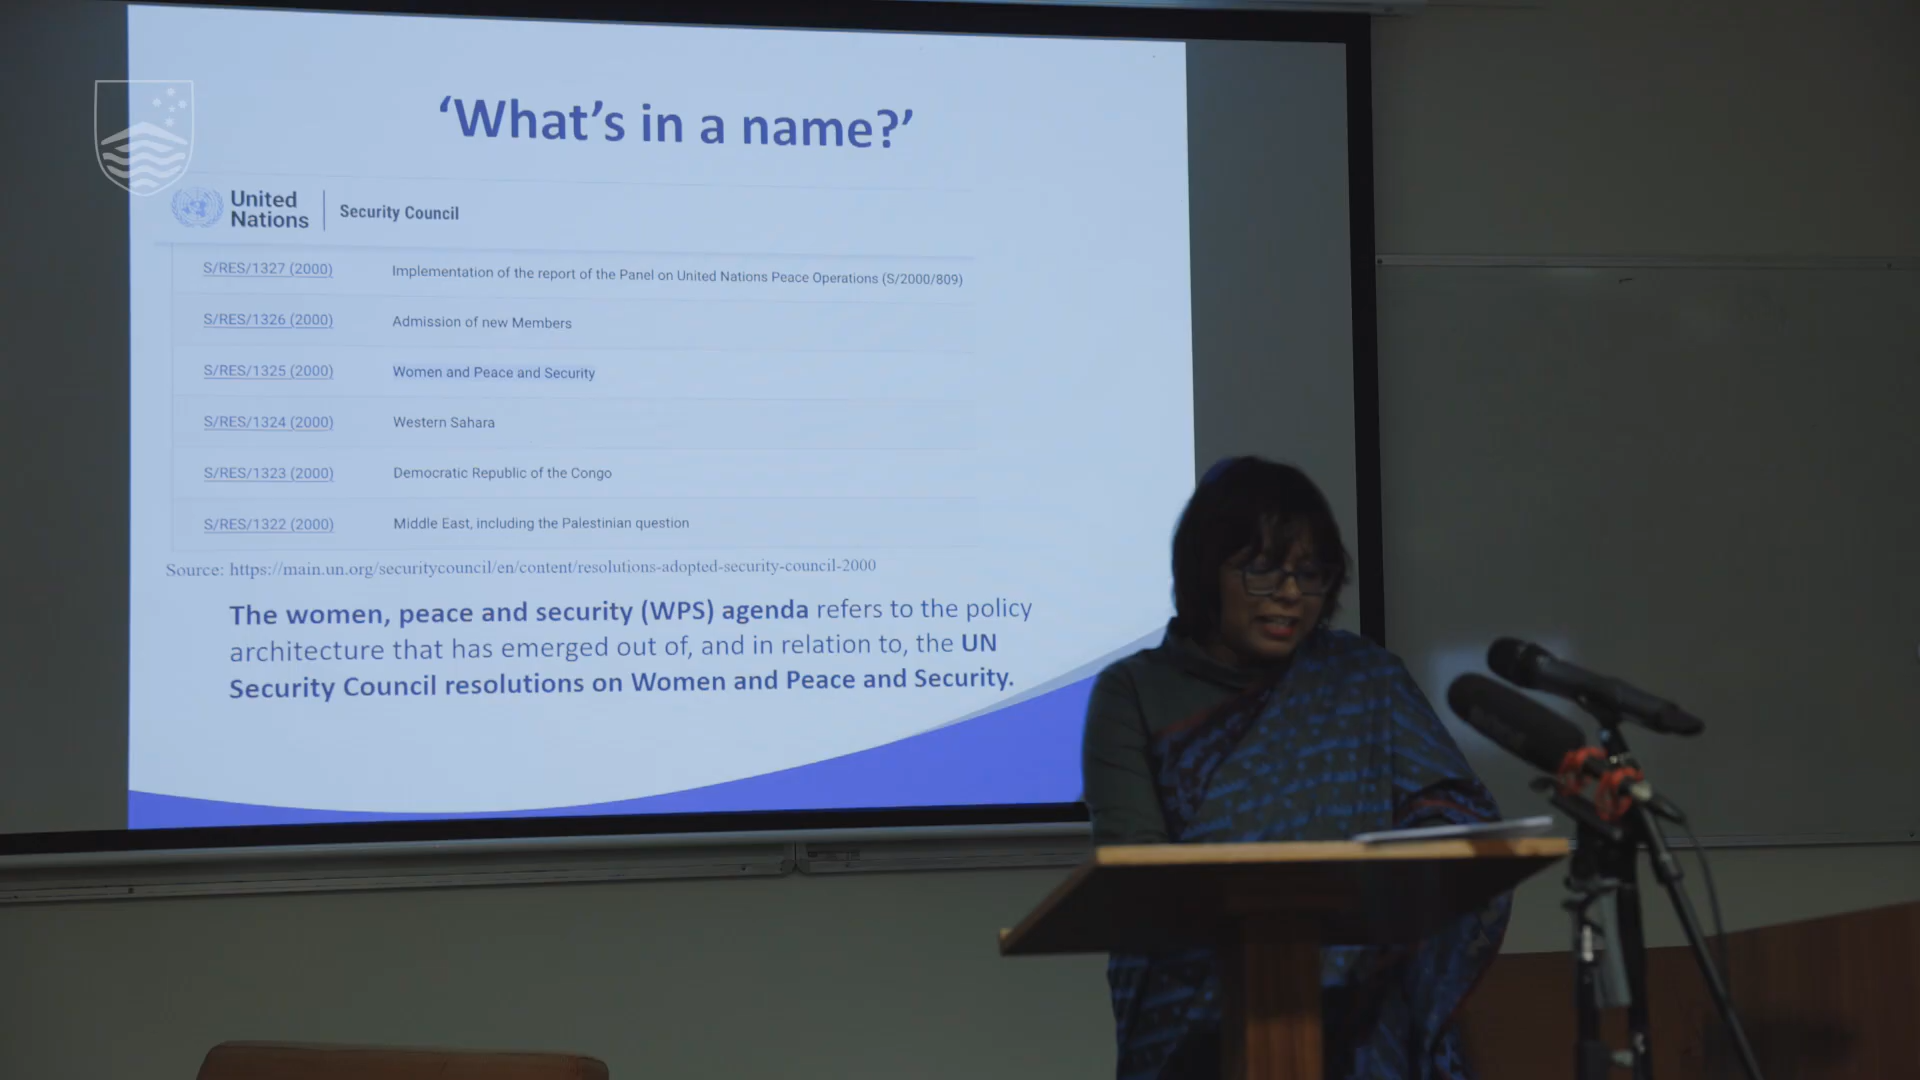 ‘What’s in a name?’
United
Nations
Security Council
S/RES/1327 (2000) Implementation of the report of the Panel on United Nations Peace Operations (S/2000/809)
S/RES/1326 (2000) Admission of new Members
S/RES/1325 (2000) Women and Peace and Security
S/RES/1324 (2000) Western Sahara
S/RES/1323 (2000) Democratic Republic of the Congo
S/RES/1322 (2000) Middle East, including the Palestinian question
Source: https://main.un.org/securitycouncil/en/content/resolutions-adopted-security-council-2000
The women, peace and security (WPS) agenda refers to the policy
architecture that has emerged out of, and in relation to, the UN
Security Council resolutions on Women and Peace and Security.